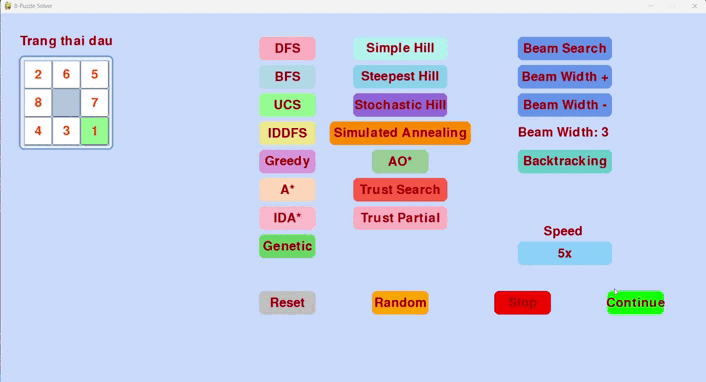 8-Puzzle Solver
Trang thai dau
2 6 5
8 7
4 3 1
DFS
BFS
UCS
IDDFS
Greedy
A*
IDA*
Genetic
Simple Hill
Steepest Hill
Stochastic Hill
Simulated Annealing
AO*
Trust Search
Trust Partial
Beam Search
Beam Width +
Beam Width -
Beam Width: 3
Backtracking
Speed
5x
Reset
Random
Stop
Continue